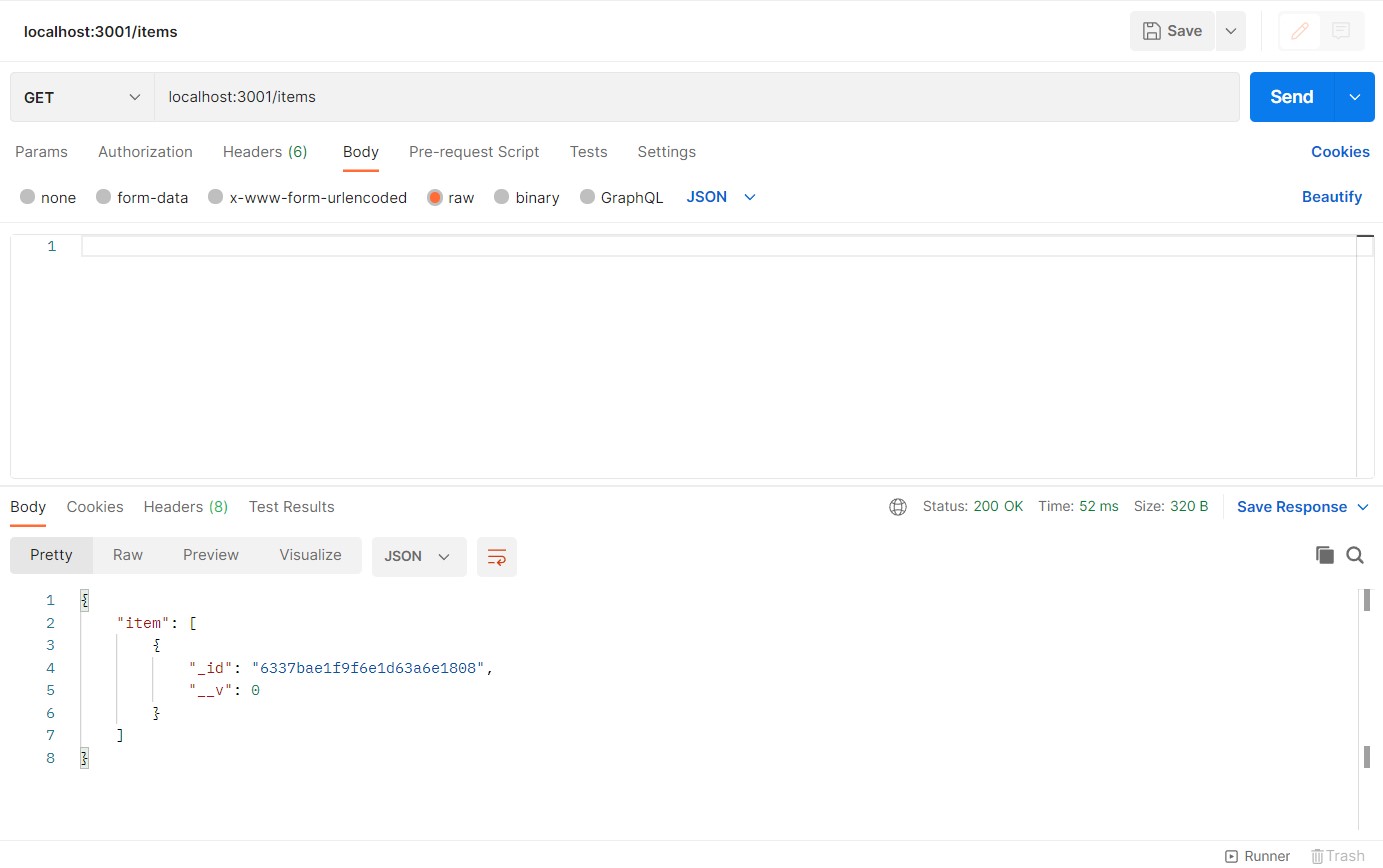 localhost:3001/items
Save
GET
localhost:3001/items
Send
Params Authorization Headers (6) Body Pre-request Script Tests Settings Cookies
none form-data x-www-form-urlencoded raw binary GraphQL JSON Beautify
1
Body Cookies Headers (8) Test Results Status: 200 OK Time: 52 ms Size: 320 B Save Response
Pretty Raw Preview Visualize JSON
1 {
2 "item": [
3 {
4 "_id": "6337bae1f9f6e1d63a6e1808",
5 "__v": 0
6 }
7 ]
8 }
Runner Trash